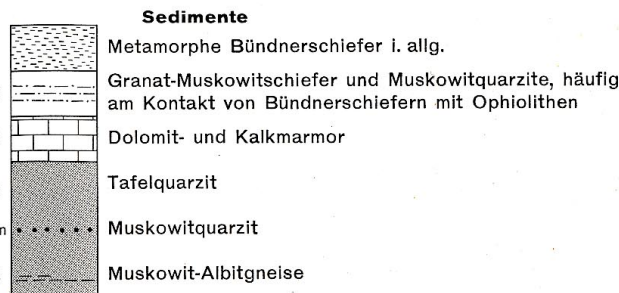 Sedimente
Metamorphe Bündnerschiefer i. allg.
Granat-Muskowitschiefer und Muskowitquarzite, häufig
am Kontakt von Bündnerschiefern mit Ophiolithen
Dolomit- und Kalkmarmor
Tafelquarzit
Muskowitquarzit
Muskowit-Albitgneise